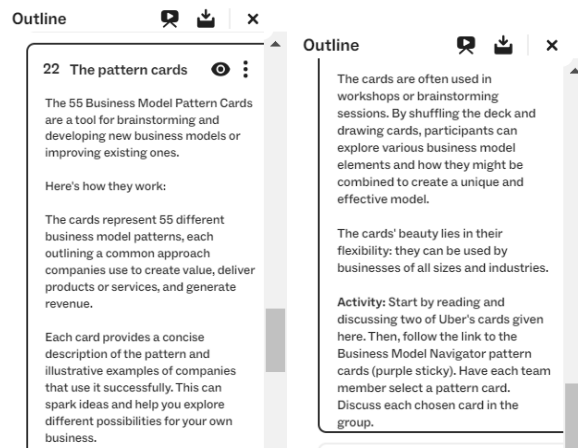 Outline
22 The pattern cards
The 55 Business Model Pattern Cards
are a tool for brainstorming and
developing new business models or
improving existing ones.
Here's how they work:
The cards represent 55 different
business model patterns, each
outlining a common approach
companies use to create value, deliver
products or services, and generate
revenue.
Each card provides a concise
description of the pattern and
illustrative examples of companies
that use it successfully. This can
spark ideas and help you explore
different possibilities for your own
business.
Outline
The cards are often used in
workshops or brainstorming
sessions. By shuffling the deck and
drawing cards, participants can
explore various business model
elements and how they might be
combined to create a unique and
effective model.
The cards' beauty lies in their
flexibility: they can be used by
businesses of all sizes and industries.
Activity: Start by reading and
discussing two of Uber's cards given
here. Then, follow the link to the
Business Model Navigator pattern
cards (purple sticky). Have each team
member select a pattern card.
Discuss each chosen card in the
group.